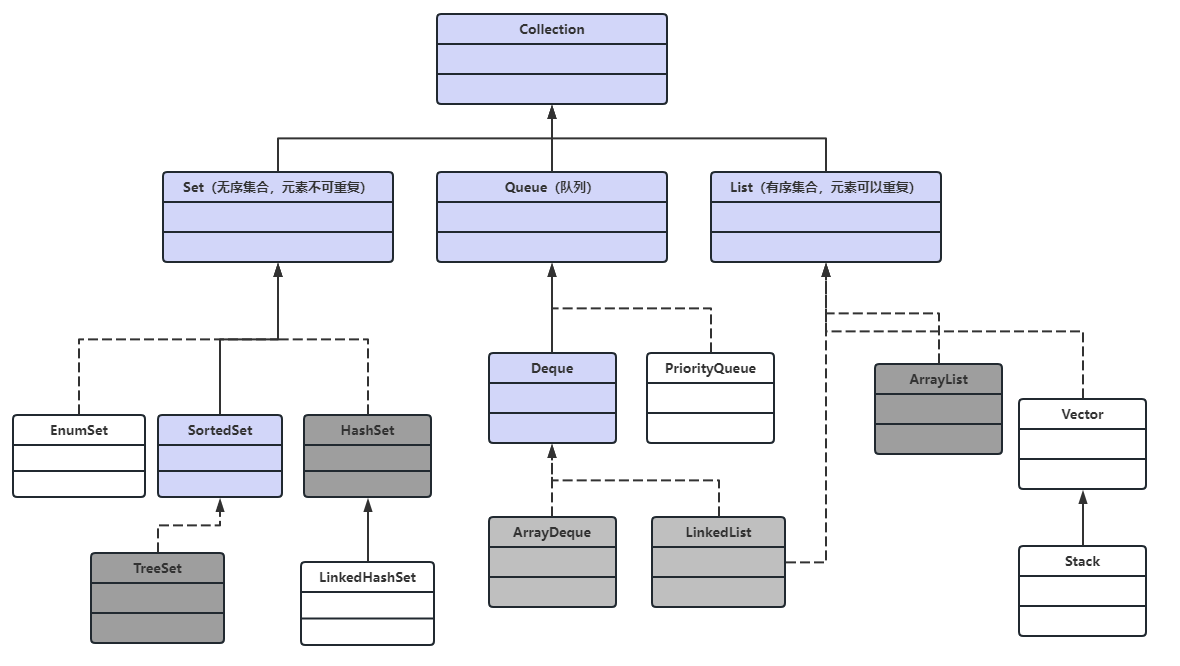 Collection
Set（无序集合，元素不可重复）
Queue（队列）
List（有序集合，元素可以重复）
Deque
PriorityQueue
ArrayList
Vector
EnumSet
SortedSet
HashSet
ArrayDeque
LinkedList
Stack
TreeSet
LinkedHashSet